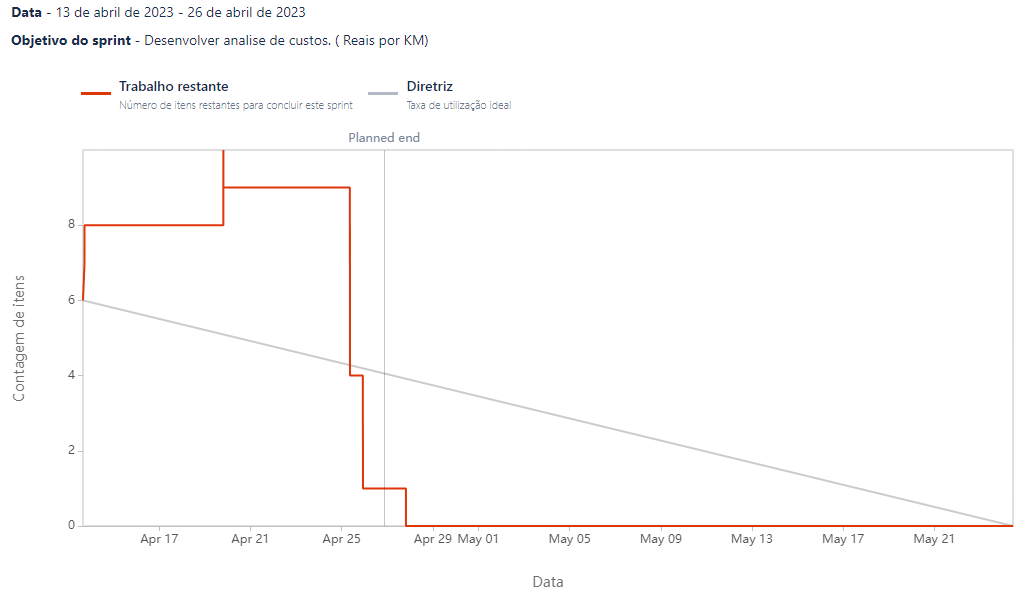 Data - 13 de abril de 2023 - 26 de abril de 2023
Objetivo do sprint - Desenvolver analise de custos. ( Reais por KM)
Trabalho restante
Número de itens restantes para concluir este sprint
Diretriz
Taxa de utilização ideal
Planned end
Contagem de itens
8
6
4
2
0
Apr 17 Apr 21 Apr 25 Apr 29 May 01 May 05 May 09 May 13 May 17 May 21
Data